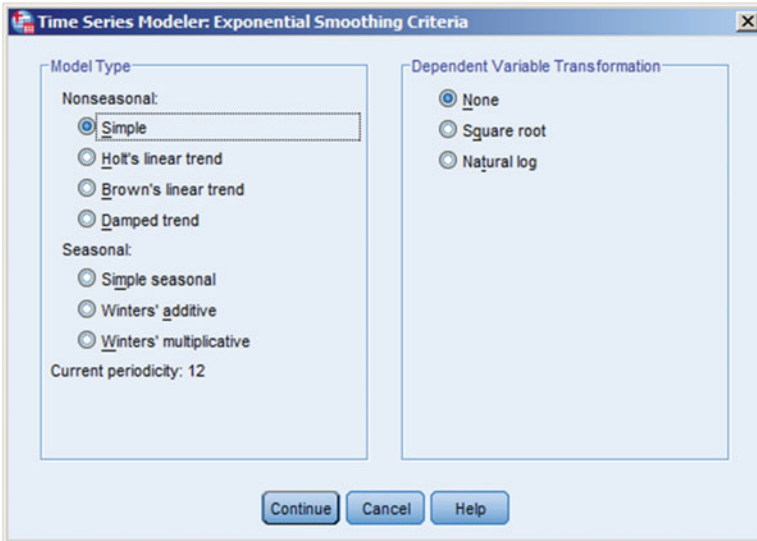 Time Series Modeler: Exponential Smoothing Criteria
Model Type
Nonseasonal:
Simple
Holt's linear trend
Brown's linear trend
Damped trend
Seasonal:
Simple seasonal
Winters' additive
Winters' multiplicative
Current periodicity: 12
Dependent Variable Transformation
None
Square root
Natural log
Continue
Cancel
Help